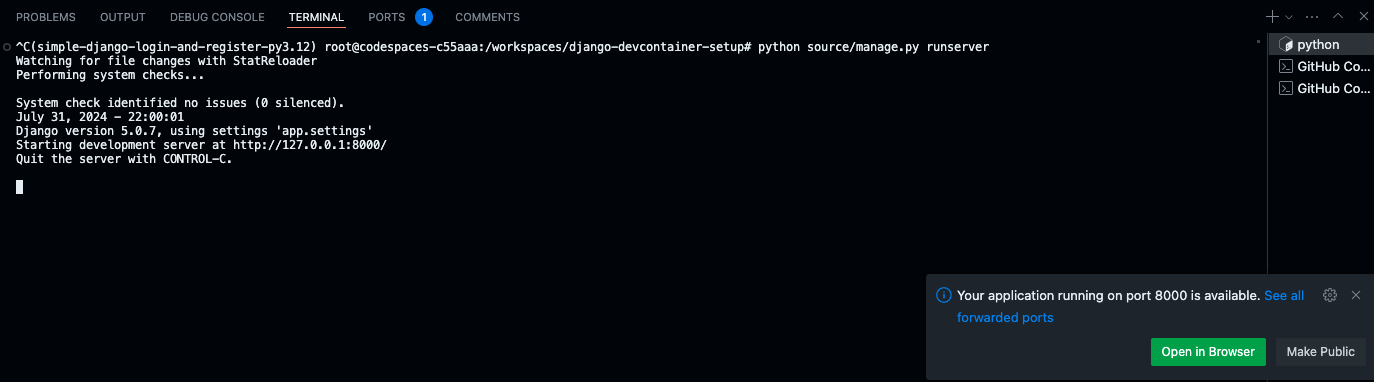 PROBLEMS OUTPUT DEBUG CONSOLE TERMINAL PORTS 1 COMMENTS
^C(simple-django-login-and-register-py3.12) root@codespaces-c55aaa:/workspaces/django-devcontainer-setup# python source/manage.py runserver
Watching for file changes with StatReloader
Performing system checks...
System check identified no issues (0 silenced).
July 31, 2024 - 22:00:01
Django version 5.0.7, using settings 'app.settings'
Starting development server at http://127.0.0.1:8000/
Quit the server with CONTROL-C.
python
GitHub Co...
GitHub Co...
Your application running on port 8000 is available. See all
forwarded ports
Open in Browser Make Public